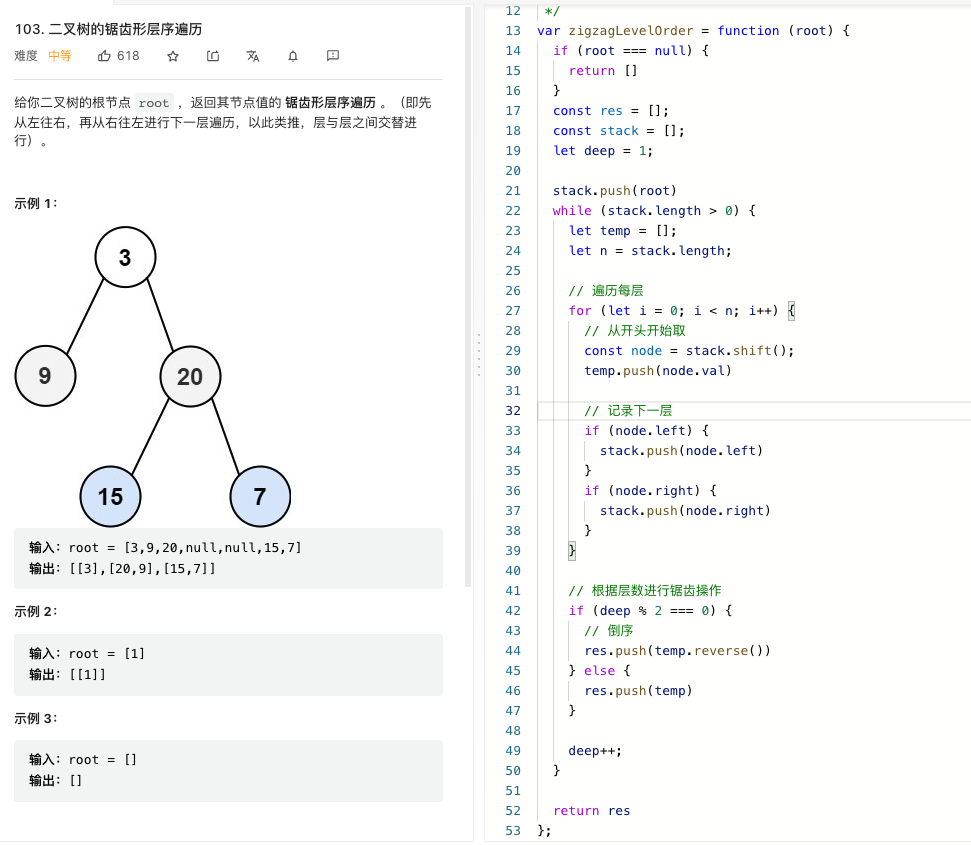 103. 二叉树的锯齿形层序遍历
难度 中等 618
给你二叉树的根节点 root ，返回其节点值的 锯齿形层序遍历 。（即先
从左往右，再从右往左进行下一层遍历，以此类推，层与层之间交替进
行）。
示例 1：
3
9
20
15
7
输入：root = [3,9,20,null,null,15,7]
输出：[[3],[20,9],[15,7]]
示例 2：
输入：root = [1]
输出：[[1]]
示例 3：
输入：root = []
输出：[]
12 */
13 var zigzagLevelOrder = function (root) {
14 if (root === null) {
15 return []
16 }
17 const res = [];
18 const stack = [];
19 let deep = 1;
20
21 stack.push(root)
22 while (stack.length > 0) {
23 let temp = [];
24 let n = stack.length;
25
26 // 遍历每层
27 for (let i = 0; i < n; i++) {
28 // 从开头开始取
29 const node = stack.shift();
30 temp.push(node.val)
31
32 // 记录下一层
33 if (node.left) {
34 stack.push(node.left)
35 }
36 if (node.right) {
37 stack.push(node.right)
38 }
39 }
40
41 // 根据层数进行锯齿操作
42 if (deep % 2 === 0) {
43 // 倒序
44 res.push(temp.reverse())
45 } else {
46 res.push(temp)
47 }
48
49 deep++;
50 }
51
52 return res
53 };